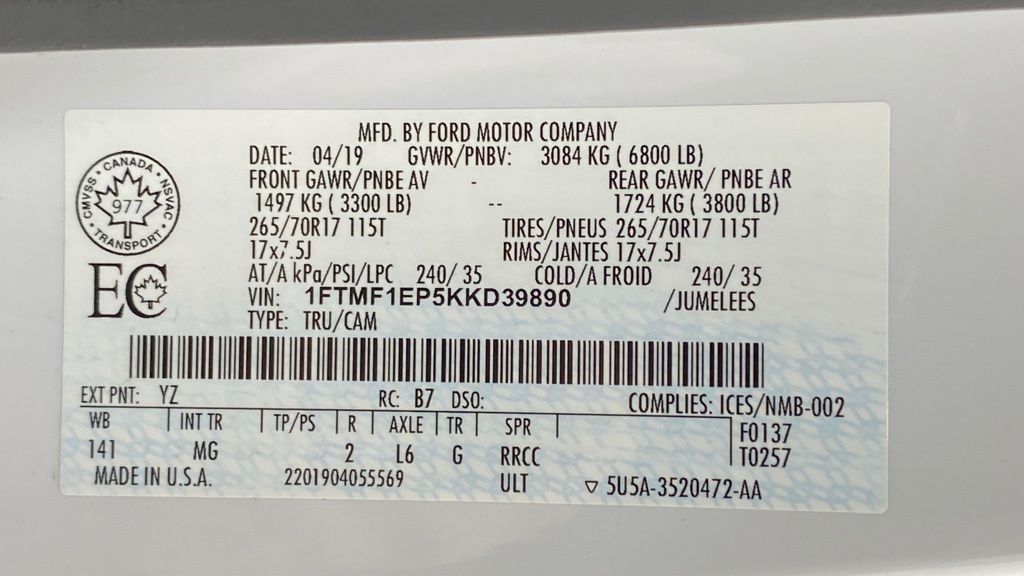 MFD. BY FORD MOTOR COMPANY
DATE: 04/19 GVWR/PNBV: 3084 KG ( 6800 LB)
FRONT GAWR/PNBE AV - REAR GAWR/ PNBE AR
1497 KG ( 3300 LB) -- 1724 KG ( 3800 LB)
265/70R17 115T TIRES/PNEUS 265/70R17 115T
17x7.5J RIMS/JANTES 17x7.5J
AT/A kPa/PSI/LPC 240/ 35 COLD/A FROID 240/ 35
VIN: 1FTMF1EP5KKD39890 /JUMELEES
TYPE: TRU/CAM
CANADA • NSVAC • TRANSPORT • CMVSS •
977
EC
EXT PNT: YZ RC: B7 DSO: COMPLIES: ICES/NMB-002
WB INT TR TP/PS R AXLE TR SPR F0137
141 MG 2 L6 G RRCC T0257
MADE IN U.S.A. 2201904055569 ULT ▽ 5U5A-3520472-AA